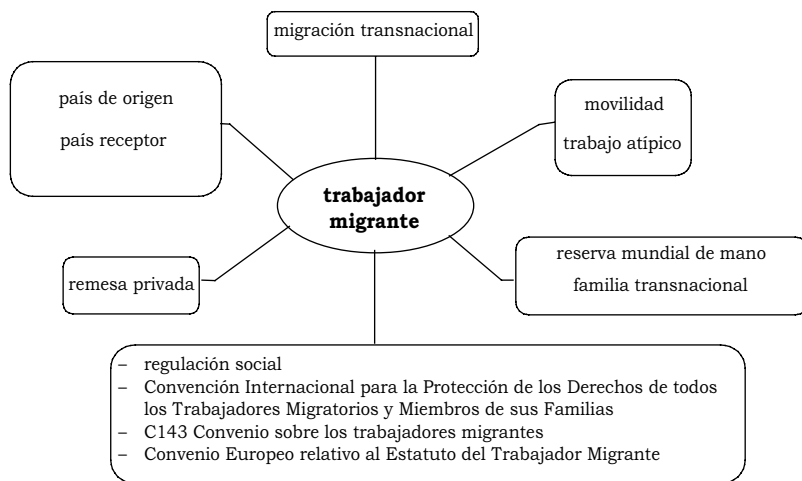 migración transnacional
país de origen
país receptor
movilidad
trabajo atípico
trabajador
migrante
remesa privada
reserva mundial de mano
familia transnacional
– regulación social
– Convención Internacional para la Protección de los Derechos de todos
los Trabajadores Migratorios y Miembros de sus Familias
– C143 Convenio sobre los trabajadores migrantes
– Convenio Europeo relativo al Estatuto del Trabajador Migrante